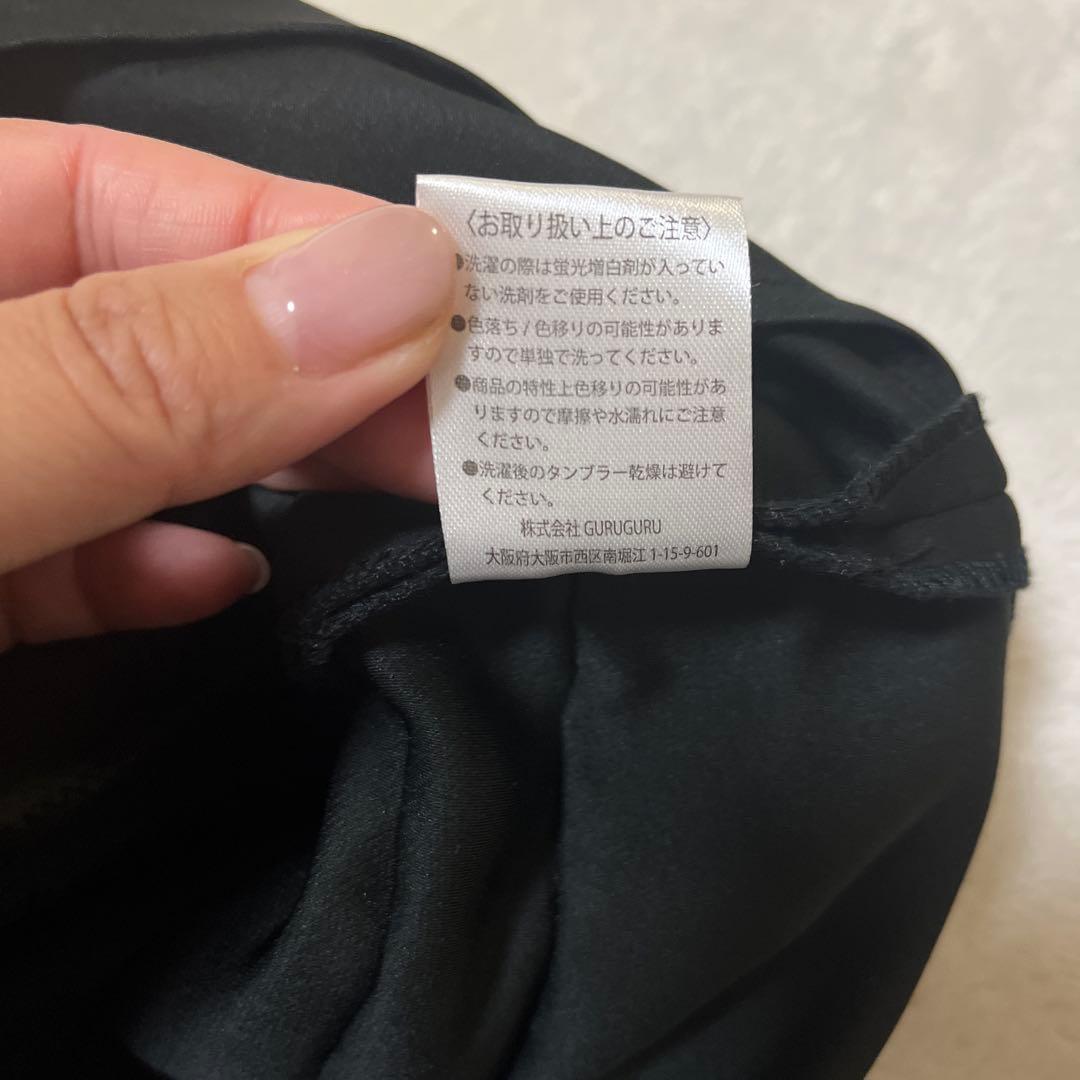 〈お取り扱い上のご注意〉
●洗濯の際は蛍光増白剤が入ってい
ない洗剤をご使用ください。
●色落ち / 色移りの可能性がありま
すので単独で洗ってください。
●商品の特性上色移りの可能性があ
りますので摩擦や水濡れにご注意
ください。
●洗濯後のタンブラー乾燥は避けて
ください。
株式会社 GURUGURU
大阪府大阪市西区南堀江 1-15-9-601